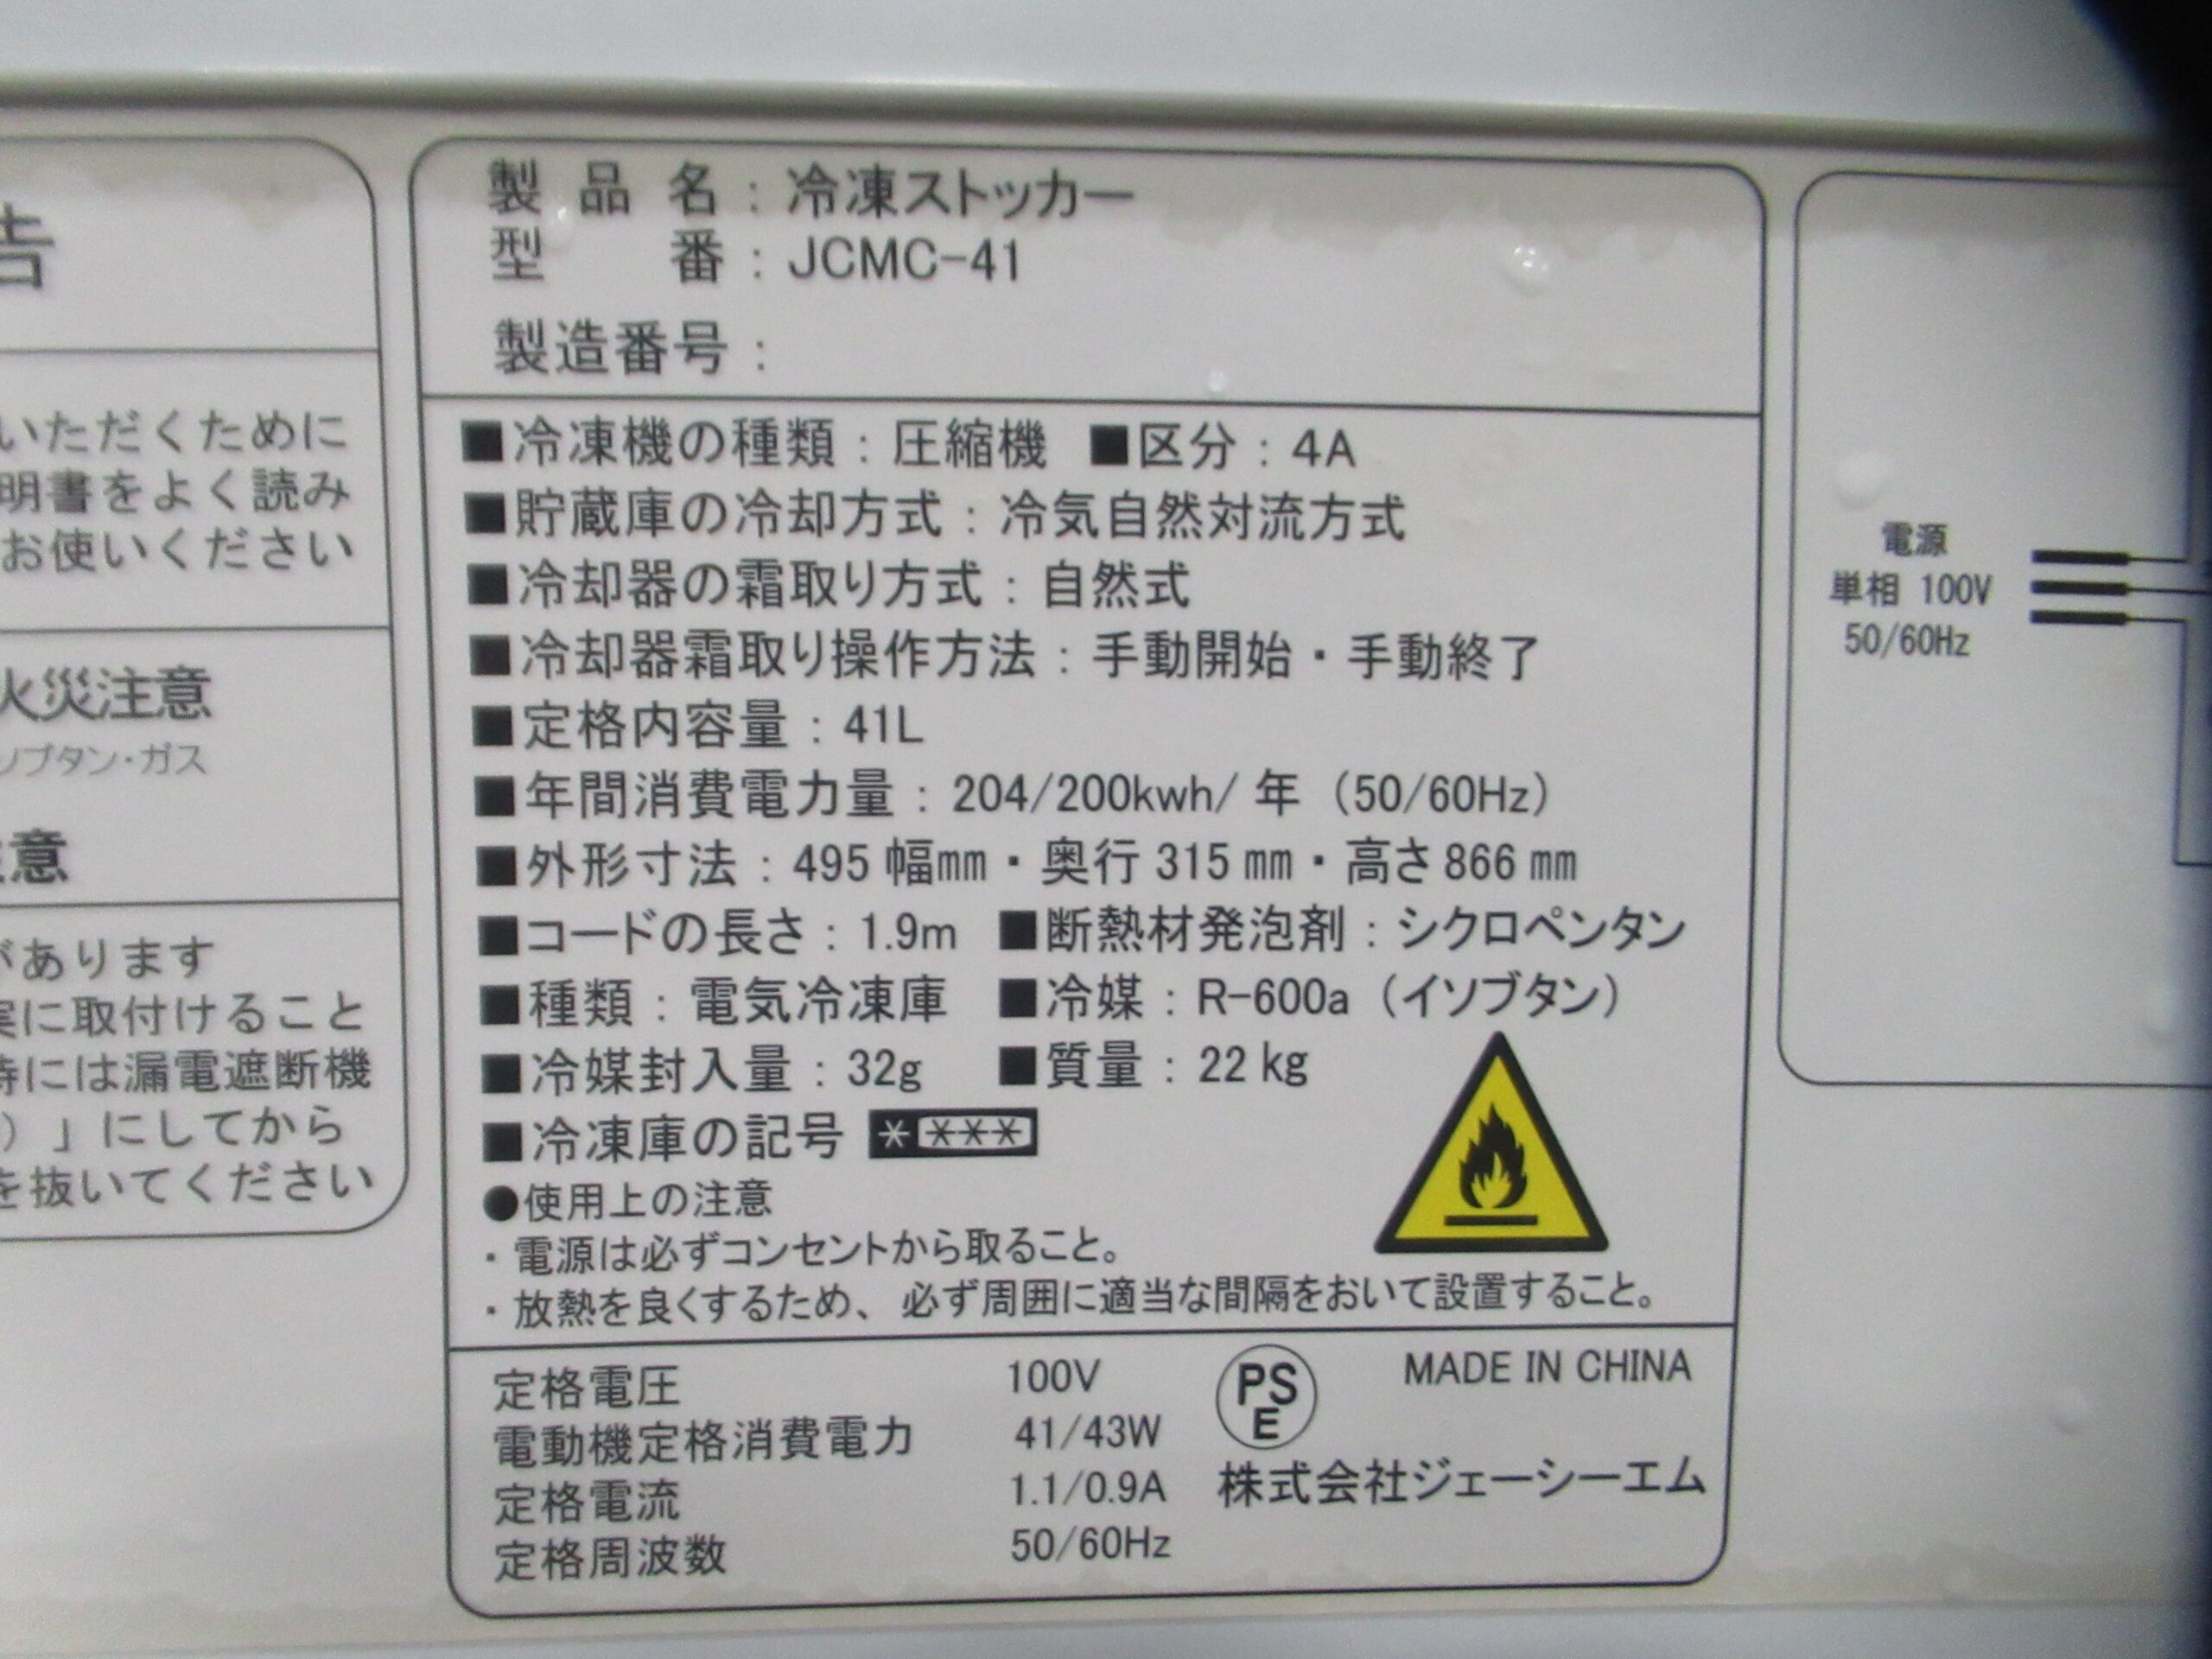 告
いただくために
明書をよく読み
お使いください
火災注意
ソブタン・ガス
意
があります
実に取付けること
時には漏電遮断機
）」にしてから
を抜いてください
製品名：冷凍ストッカー
型番：JCMC-41
製造番号：
■冷凍機の種類：圧縮機 ■区分：4A
■貯蔵庫の冷却方式：冷気自然対流方式
■冷却器の霜取り方式：自然式
■冷却器霜取り操作方法：手動開始・手動終了
■定格内容量：41L
■年間消費電力量：204/200kwh/ 年（50/60Hz）
■外形寸法：495 幅㎜・奥行 315 ㎜・高さ 866 ㎜
■コードの長さ：1.9m ■断熱材発泡剤：シクロペンタン
■種類：電気冷凍庫 ■冷媒：R-600a（イソブタン）
■冷媒封入量：32g ■質量：22 kg
■冷凍庫の記号 ＊＊＊＊
●使用上の注意
・電源は必ずコンセントから取ること。
・放熱を良くするため、必ず周囲に適当な間隔をおいて設置すること。
定格電圧 100V
電動機定格消費電力 41/43W
定格電流 1.1/0.9A
定格周波数 50/60Hz
PSE
MADE IN CHINA
株式会社ジェーシーエム
電源
単相 100V
50/60Hz